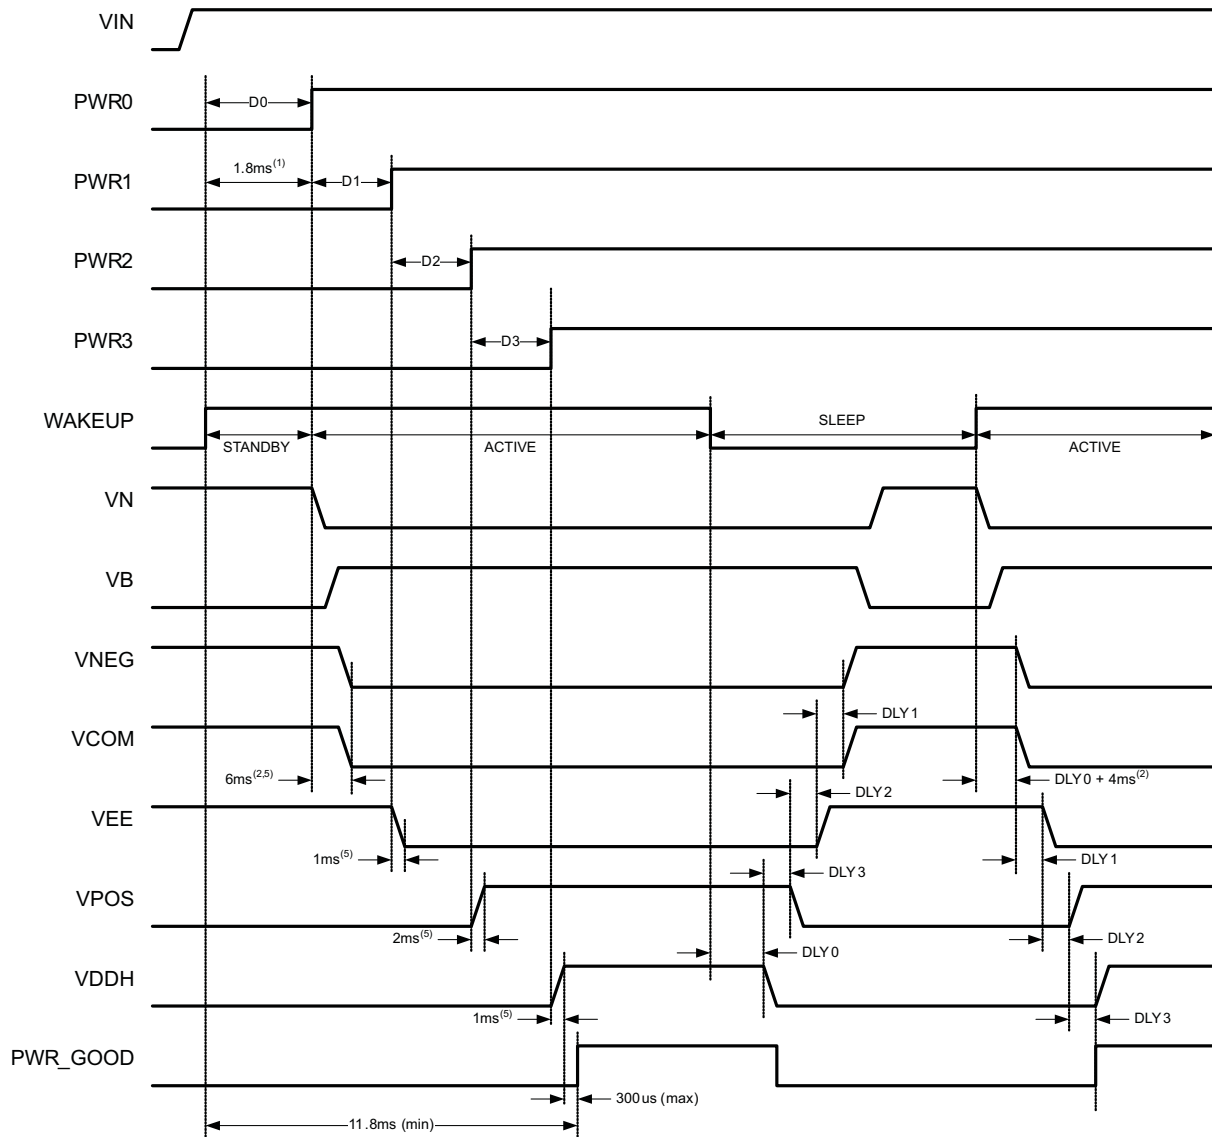 VIN
PWR0
D0
1.8ms(1)
PWR1
D1
PWR2
D2
PWR3
D3
WAKEUP
SLEEP
STANDBY
ACTIVE
ACTIVE
VN
VB
VNEG
DLY1
VCOM
6ms(2,5)
DLY0 + 4ms(2)
DLY2
VEE
1ms(5)
DLY1
DLY3
VPOS
2ms(5)
DLY2
DLY0
VDDH
1ms(5)
DLY3
PWR_GOOD
300us (max)
11.8ms (min)